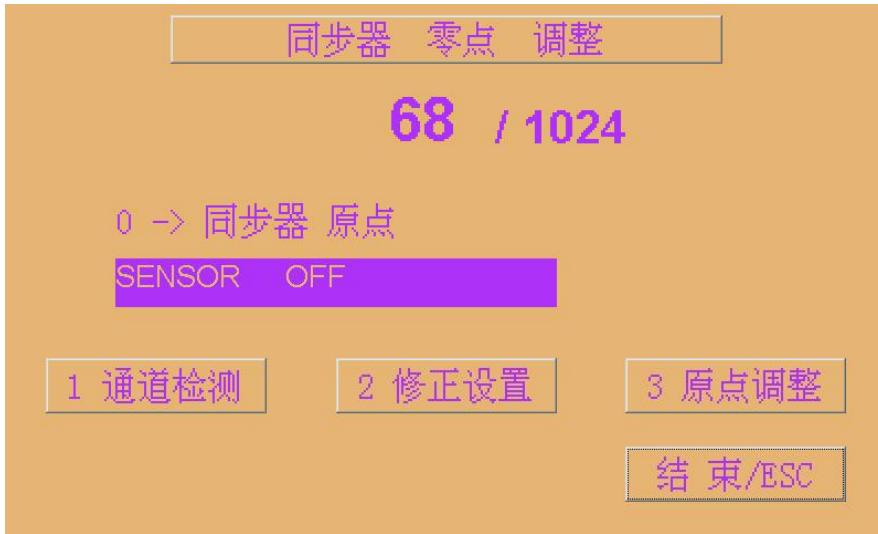 同步器 零点 调整
68 / 1024
0 -> 同步器 原点
SENSOR OFF
1 通道检测
2 修正设置
3 原点调整
结 束/ESC